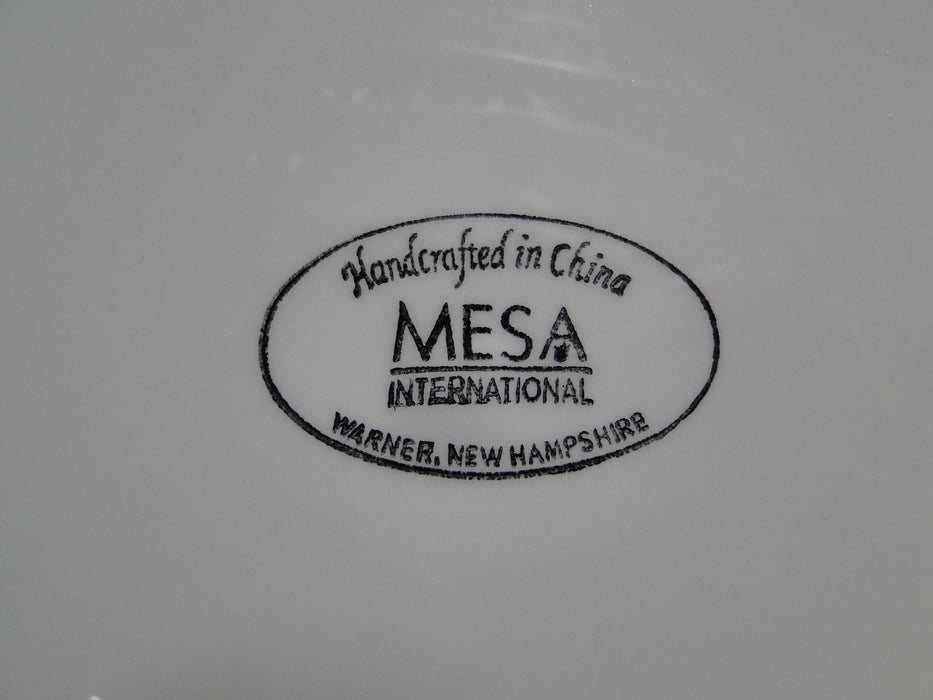 Handcrafted in China
MESA
INTERNATIONAL
WARNER, NEW HAMPSHIRE